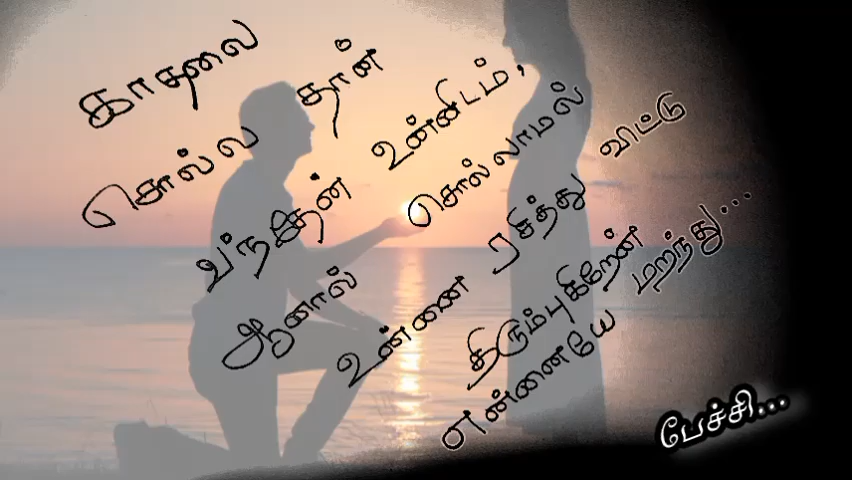 காதலை
சொல்ல தான்
வந்தேன் உன்னிடம்,
ஆனால் சொல்லாமல்
உன்னை ரசித்து விட்டு
திரும்புகிறேன்
என்னையே மறந்து...
பேச்சி...